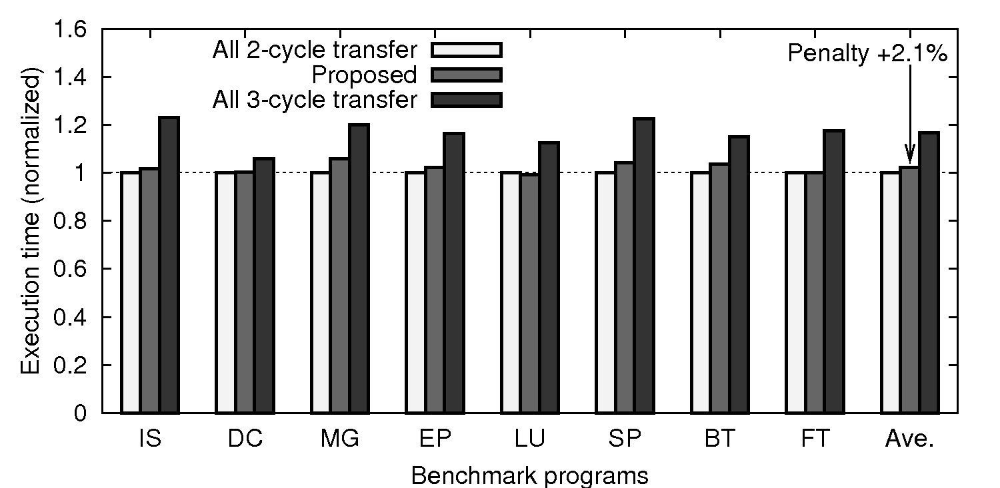 1.6
1.4
1.2
1
0.8
0.6
0.4
0.2
0
Execution time (normalized)
All 2-cycle transfer
Proposed
All 3-cycle transfer
Penalty +2.1%
IS DC MG EP LU SP BT FT Ave.
Benchmark programs